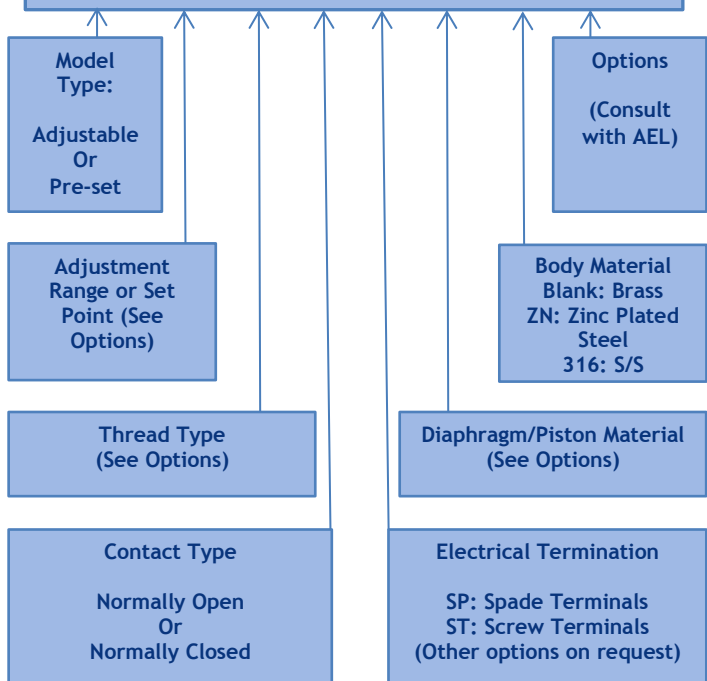 Model
Type:
Adjustable
Or
Pre-set
Options
(Consult
with AEL)
Adjustment
Range or Set
Point (See
Options)
Body Material
Blank: Brass
ZN: Zinc Plated
Steel
316: S/S
Thread Type
(See Options)
Diaphragm/Piston Material
(See Options)
Contact Type
Normally Open
Or
Normally Closed
Electrical Termination
SP: Spade Terminals
ST: Screw Terminals
(Other options on request)